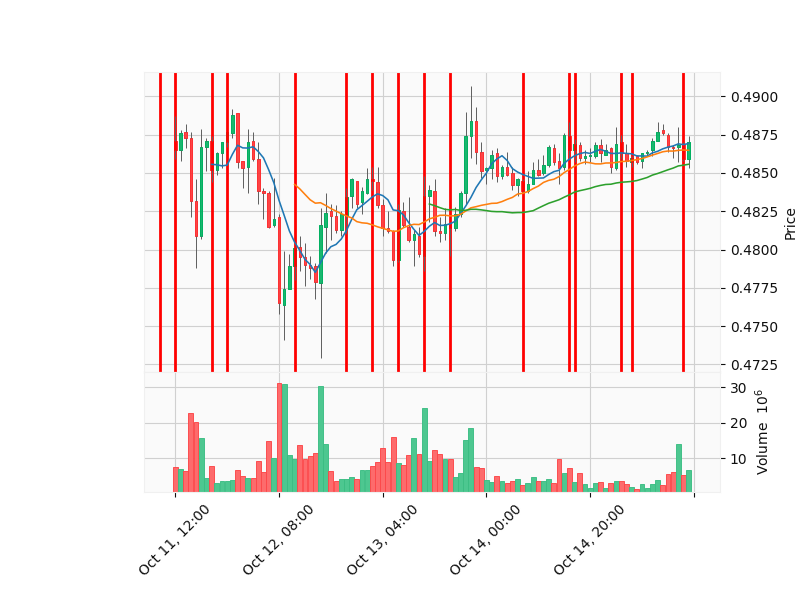 0.4900
0.4875
0.4850
0.4825
0.4800
0.4775
0.4750
0.4725
Price
30
20
10
Volume 10⁶
Oct 11, 12:00
Oct 12, 08:00
Oct 13, 04:00
Oct 14, 00:00
Oct 14, 20:00